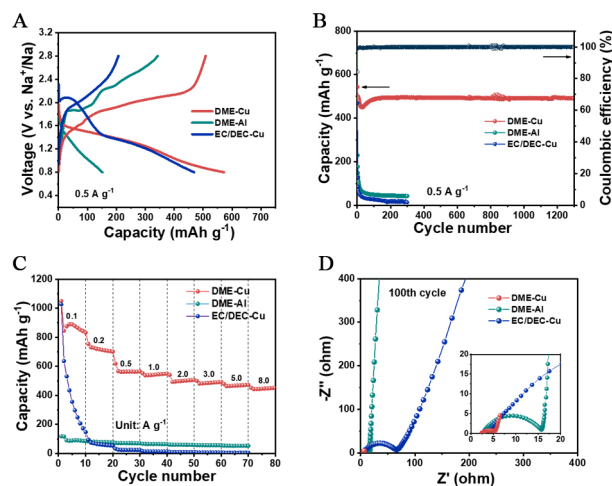 A
Voltage (V vs. Na⁺/Na)
3.2
2.8
2.4
2.0
1.6
1.2
0.8
DME-Cu
DME-Al
EC/DEC-Cu
0.5 A g⁻¹
0 100 200 300 400 500 600 700
Capacity (mAh g⁻¹)
B
Capacity (mAh g⁻¹)
800
700
600
500
400
300
200
100
0
DME-Cu
DME-Al
EC/DEC-Cu
0.5 A g⁻¹
0 200 400 600 800 1000 1200
Cycle number
100
80
60
40
20
0
Coulombic efficiency (%)
C
Capacity (mAh g⁻¹)
1200
1000
800
600
400
200
0
DME-Cu
DME-Al
EC/DEC-Cu
0.1
0.2
0.5 1.0 2.0 3.0 5.0 8.0
Unit: A g⁻¹
0 10 20 30 40 50 60 70 80
Cycle number
D
-Z'' (ohm)
400
350
300
250
200
150
100
50
0
100th cycle
DME-Cu
DME-Al
EC/DEC-Cu
20
15
10
5
0
0 5 10 15 20
0 100 200 300 400
Z' (ohm)